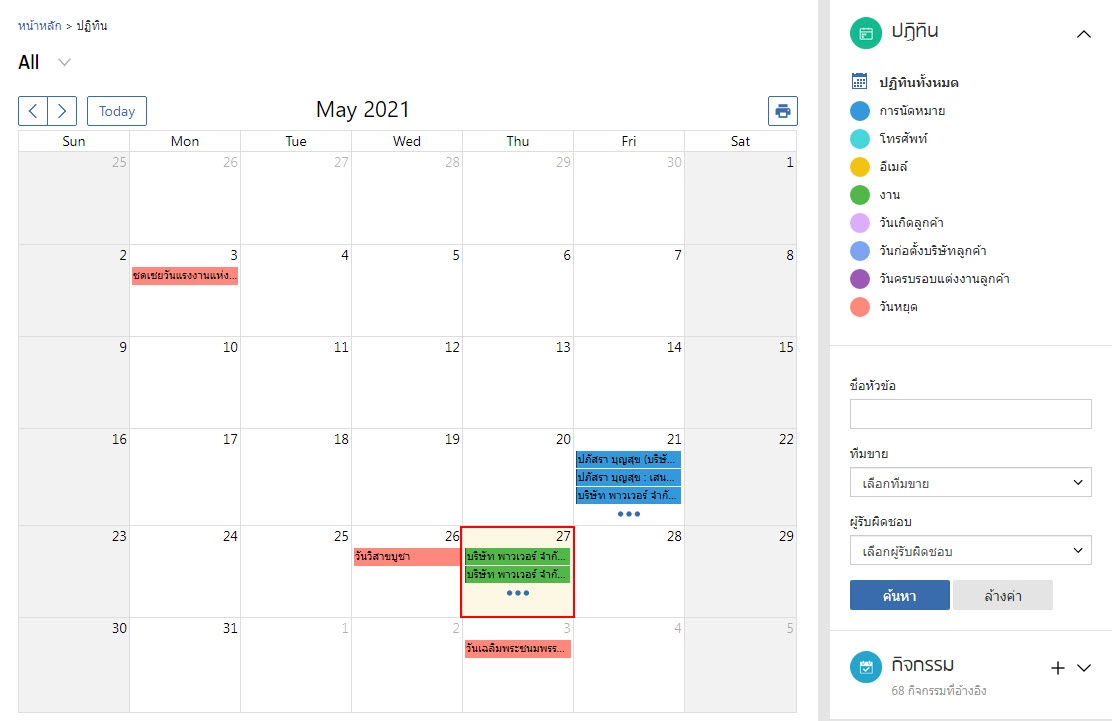 หน้าหลัก > ปฏิทิน
All
Today
May 2021
Sun Mon Tue Wed Thu Fri Sat
25 26 27 28 29 30 1
2 3 4 5 6 7 8
ชดเชยวันแรงงานแห่ง...
9 10 11 12 13 14 15
16 17 18 19 20 21 22
ปภัสรา บุญสุข (บริษั...
ปภัสรา บุญสุข : เสน...
บริษัท พาวเวอร์ จำกั...
23 24 25 26 27 28 29
วันวิสาขบูชา
บริษัท พาวเวอร์ จำกั...
บริษัท พาวเวอร์ จำกั...
30 31 1 2 3 4 5
วันเฉลิมพระชนมพรร...
ปฏิทิน
ปฏิทินทั้งหมด
การนัดหมาย
โทรศัพท์
อีเมล์
งาน
วันเกิดลูกค้า
วันก่อตั้งบริษัทลูกค้า
วันครบรอบแต่งงานลูกค้า
วันหยุด
ชื่อหัวข้อ
ทีมขาย
เลือกทีมขาย
ผู้รับผิดชอบ
เลือกผู้รับผิดชอบ
ค้นหา ล้างค่า
กิจกรรม
68 กิจกรรมที่อ้างอิง